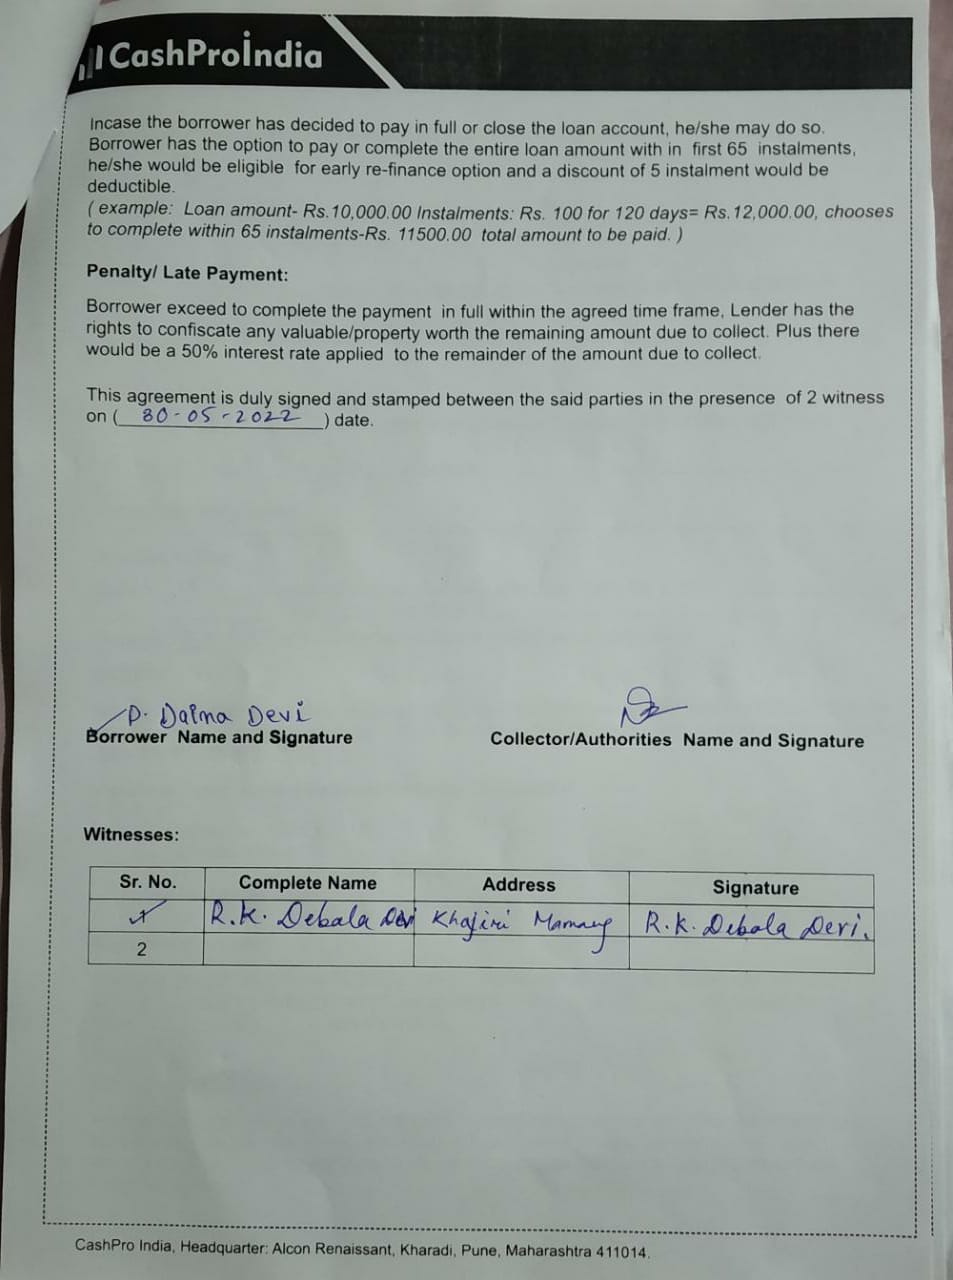 CashProIndia
Incase the borrower has decided to pay in full or close the loan account, he/she may do so.
Borrower has the option to pay or complete the entire loan amount with in first 65 instalments,
he/she would be eligible for early re-finance option and a discount of 5 instalment would be
deductible.
( example: Loan amount- Rs.10,000.00 Instalments: Rs. 100 for 120 days= Rs.12,000.00, chooses
to complete within 65 instalments-Rs. 11500.00 total amount to be paid. )
Penalty/ Late Payment:
Borrower exceed to complete the payment in full within the agreed time frame, Lender has the
rights to confiscate any valuable/property worth the remaining amount due to collect. Plus there
would be a 50% interest rate applied to the remainder of the amount due to collect.
This agreement is duly signed and stamped between the said parties in the presence of 2 witness
on ( 30-05-2022 ) date.
P. Daima Devi
Borrower Name and Signature
Collector/Authorities Name and Signature
Witnesses:
Sr. No. Complete Name Address Signature
R.K. Debala Devi Khajiri R.K. Debala Devi.
2
CashPro India, Headquarter: Alcon Renaissant, Kharadi, Pune, Maharashtra 411014.